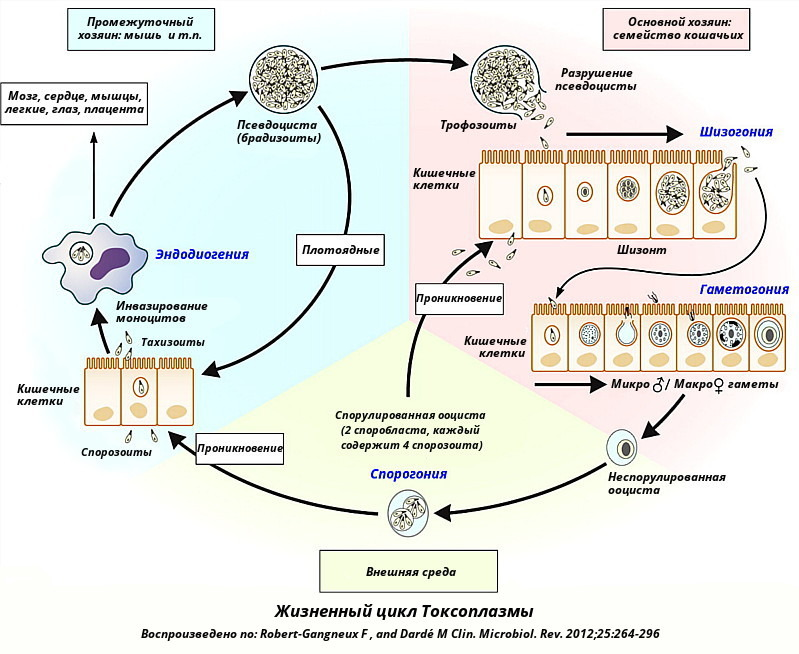 Промежуточный
хозяин: мышь и т.п.
Основной хозяин:
семейство кошачьих
Мозг, сердце, мышцы,
легкие, глаз, плацента
Псевдоциста
(брадизоиты)
Разрушение
псевдоцисты
Трофозоиты
Шизогония
Кишечные
клетки
Шизонт
Эндодиогения
Плотоядные
Инвазирование
моноцитов
Тахизоиты
Проникновение
Гаметогония
Кишечные
клетки
Кишечные
клетки
Микро ♂ / Макро♀ гаметы
Спорулированная ооциста
(2 споробласта, каждый
содержит 4 спорозоита)
Спорозоиты
Проникновение
Спорогония
Неспорулированная
ооциста
Внешняя среда
Жизненный цикл Токсоплазмы
Воспроизведено по: Robert-Gangneux F , and Dardé M Clin. Microbiol. Rev. 2012;25:264-296